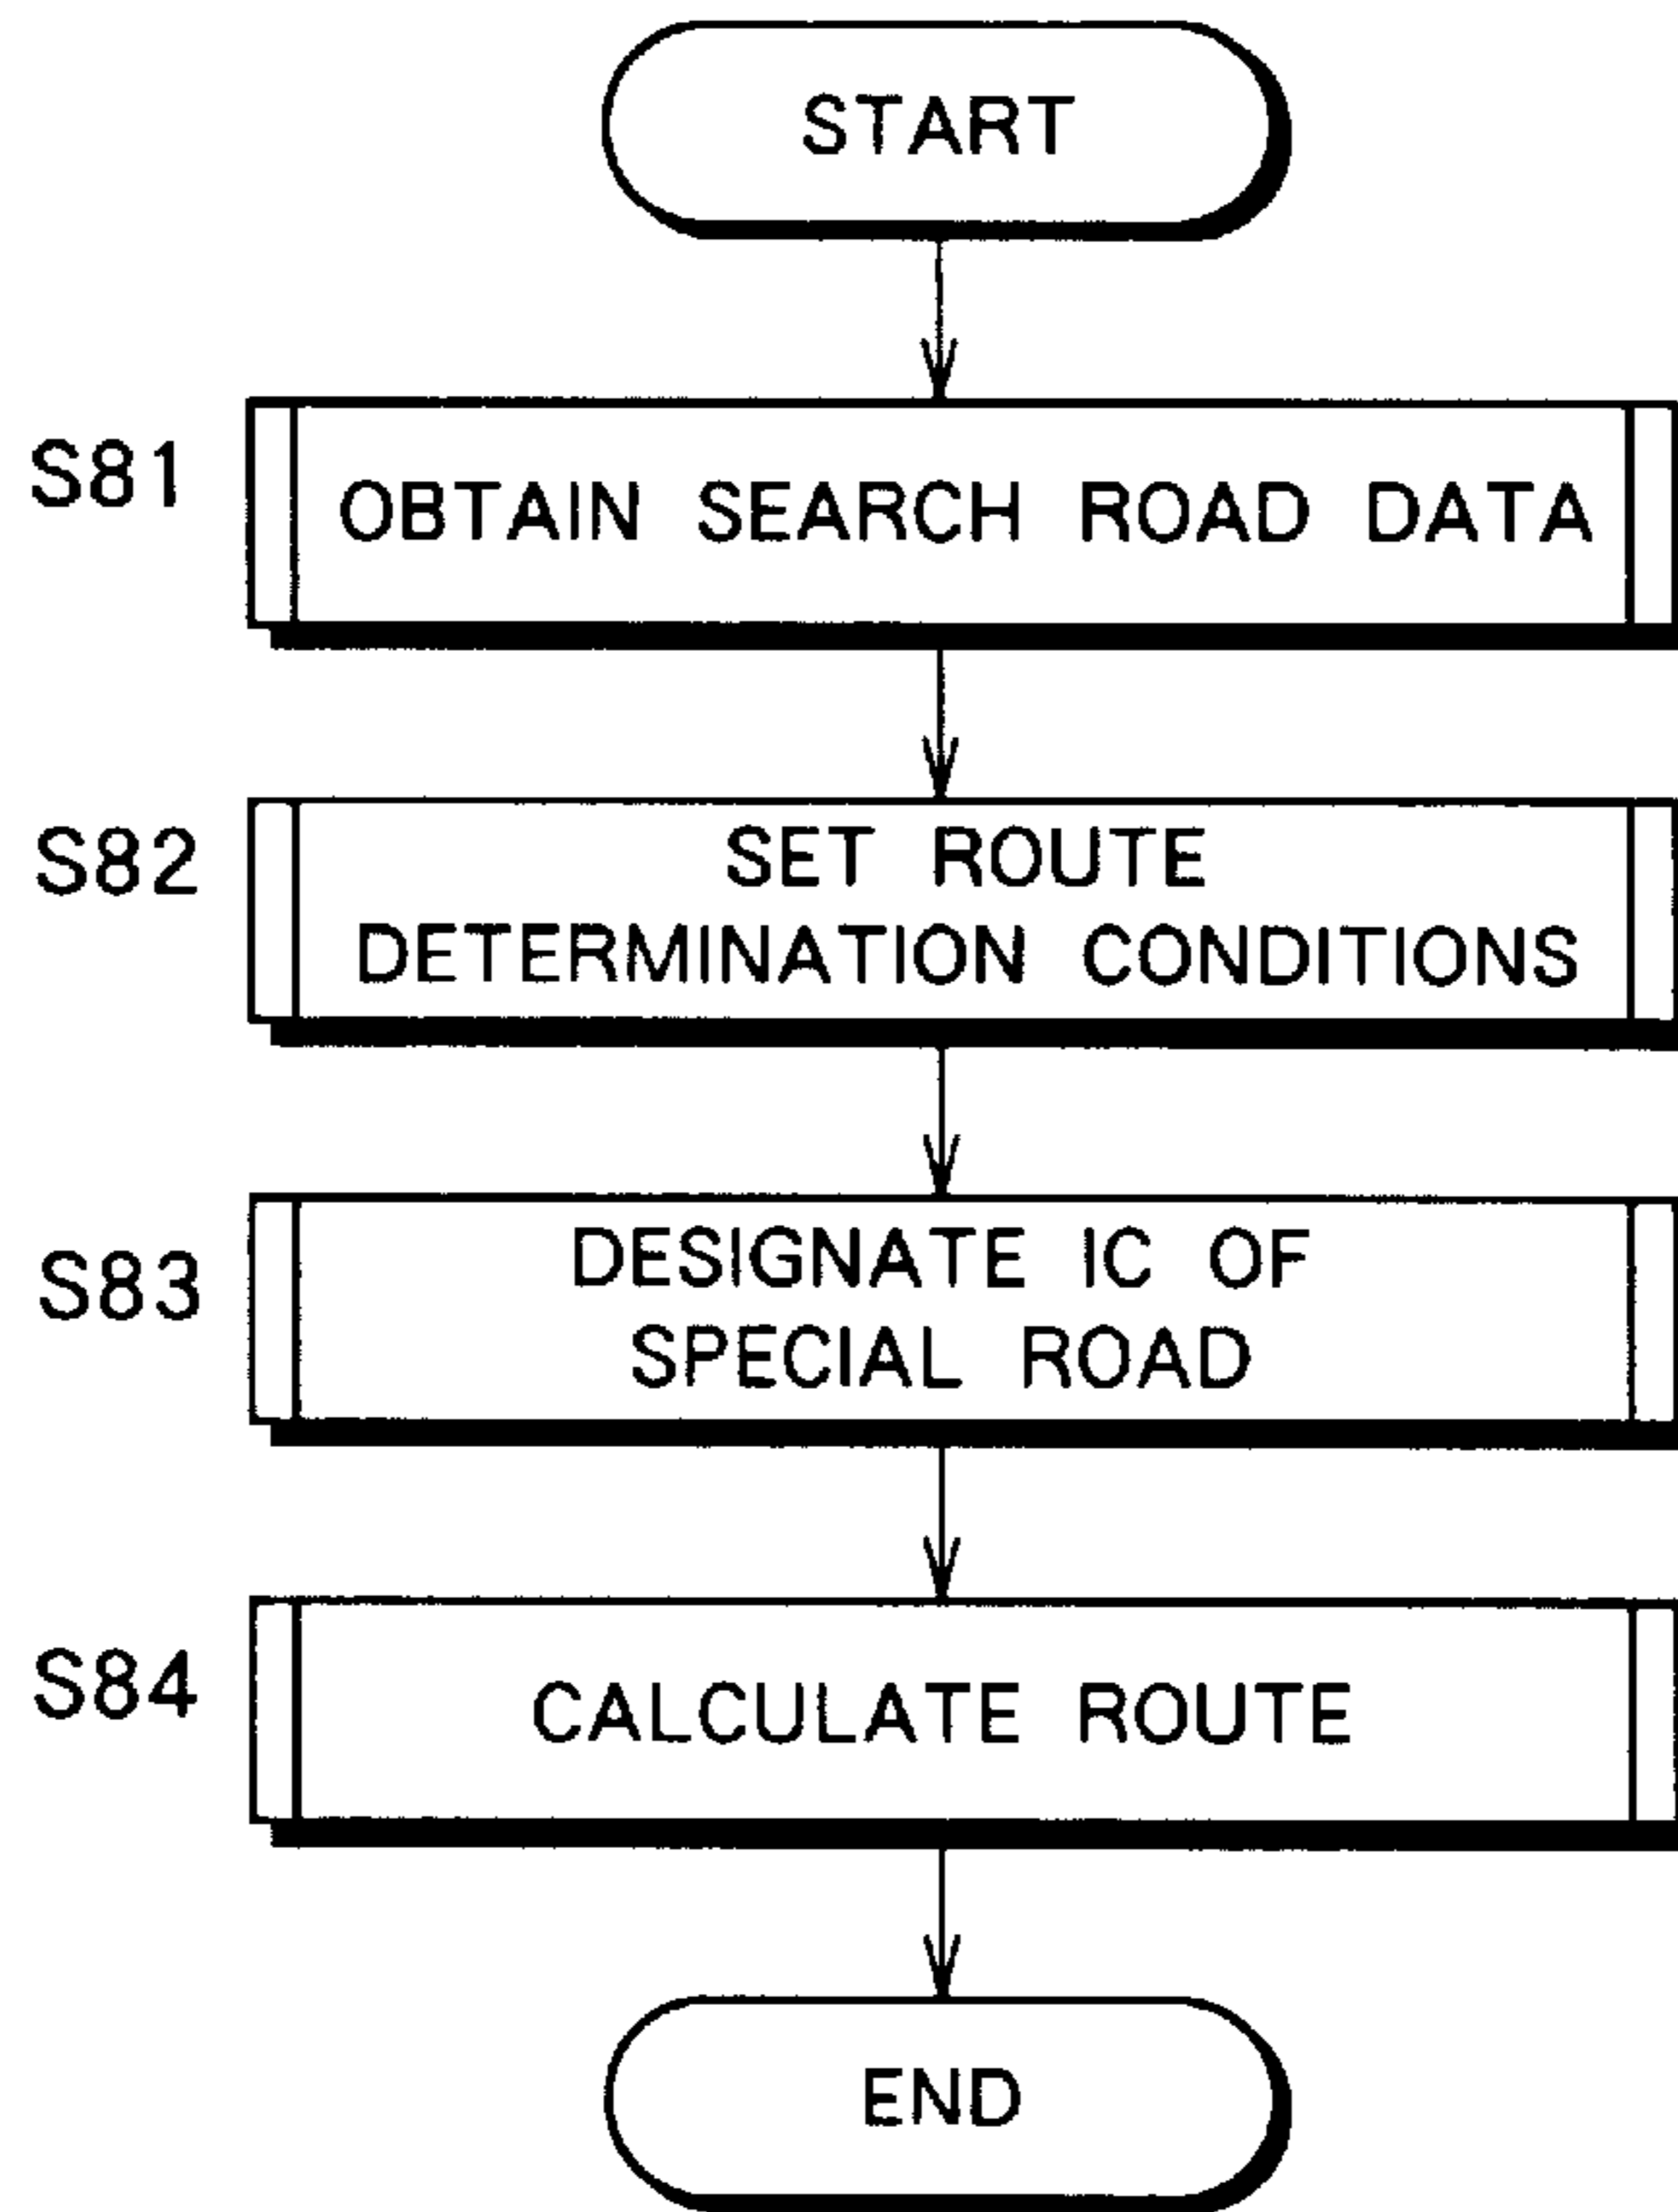 START
S81
OBTAIN SEARCH ROAD DATA
S82
SET ROUTE
DETERMINATION CONDITIONS
S83
DESIGNATE IC OF
SPECIAL ROAD
S84
CALCULATE ROUTE
END